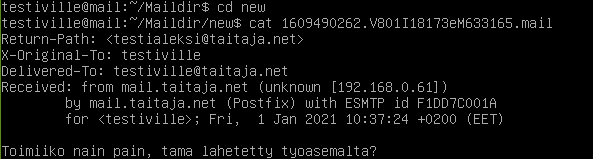 testiville@mail:~/Maildir$ cd new
testiville@mail:~/Maildir/new$ cat 1609490262.V801I18173eM633165.mail
Return-Path: <testialeksi@taitaja.net>
X-Original-To: testiville
Delivered-To: testiville@taitaja.net
Received: from mail.taitaja.net (unknown [192.168.0.61])
        by mail.taitaja.net (Postfix) with ESMTP id F1DD7C001A
        for <testiville>; Fri,  1 Jan 2021 10:37:24 +0200 (EET)

Toimiiko nain pain, tama lahetetty tyoasemalta?